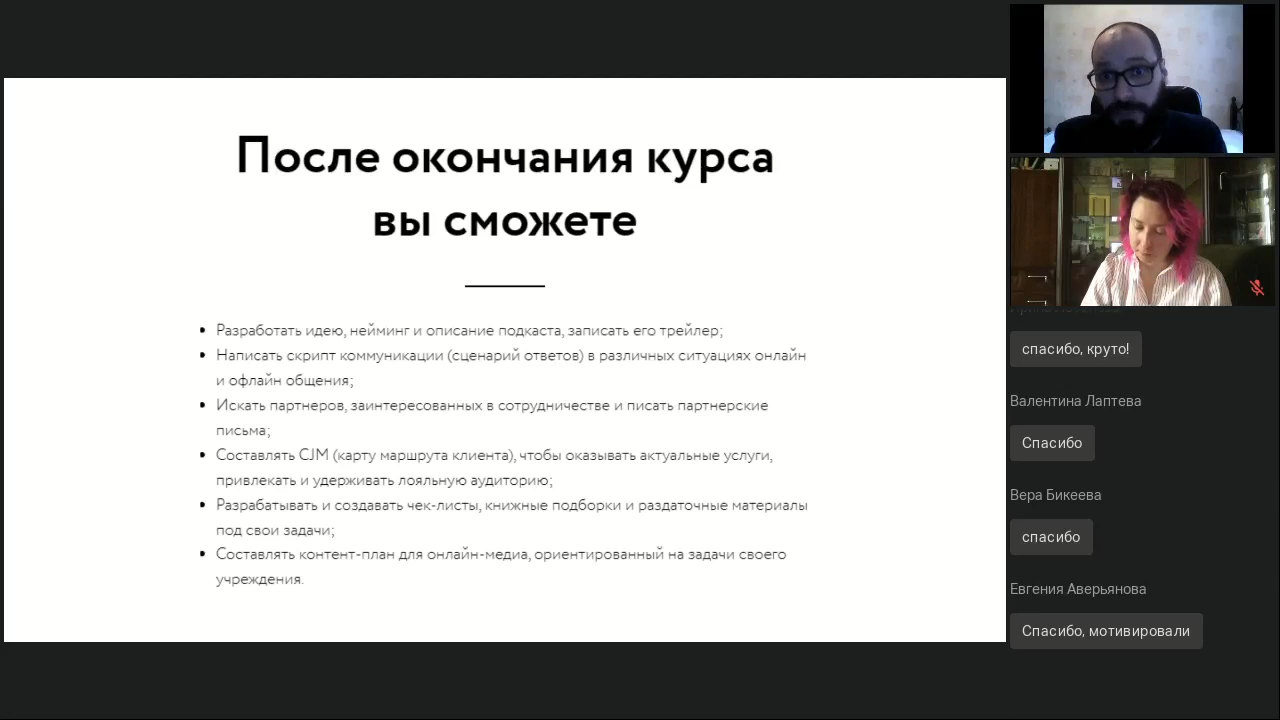 После окончания курса
вы сможете
Разработать идею, нейминг и описание подкаста, записать его трейлер;
Написать скрипт коммуникации (сценарий ответов) в различных ситуациях онлайн
и офлайн общения;
Искать партнеров, заинтересованных в сотрудничестве и писать партнерские
письма;
Составлять CJM (карту маршрута клиента), чтобы оказывать актуальные услуги,
привлекать и удерживать лояльную аудиторию;
Разрабатывать и создавать чек-листы, книжные подборки и раздаточные материалы
под свои задачи;
Составлять контент-план для онлайн-медиа, ориентированный на задачи своего
учреждения.
спасибо, круто!
Валентина Лаптева
Спасибо
Вера Бикеева
спасибо
Евгения Аверьянова
Спасибо, мотивировали